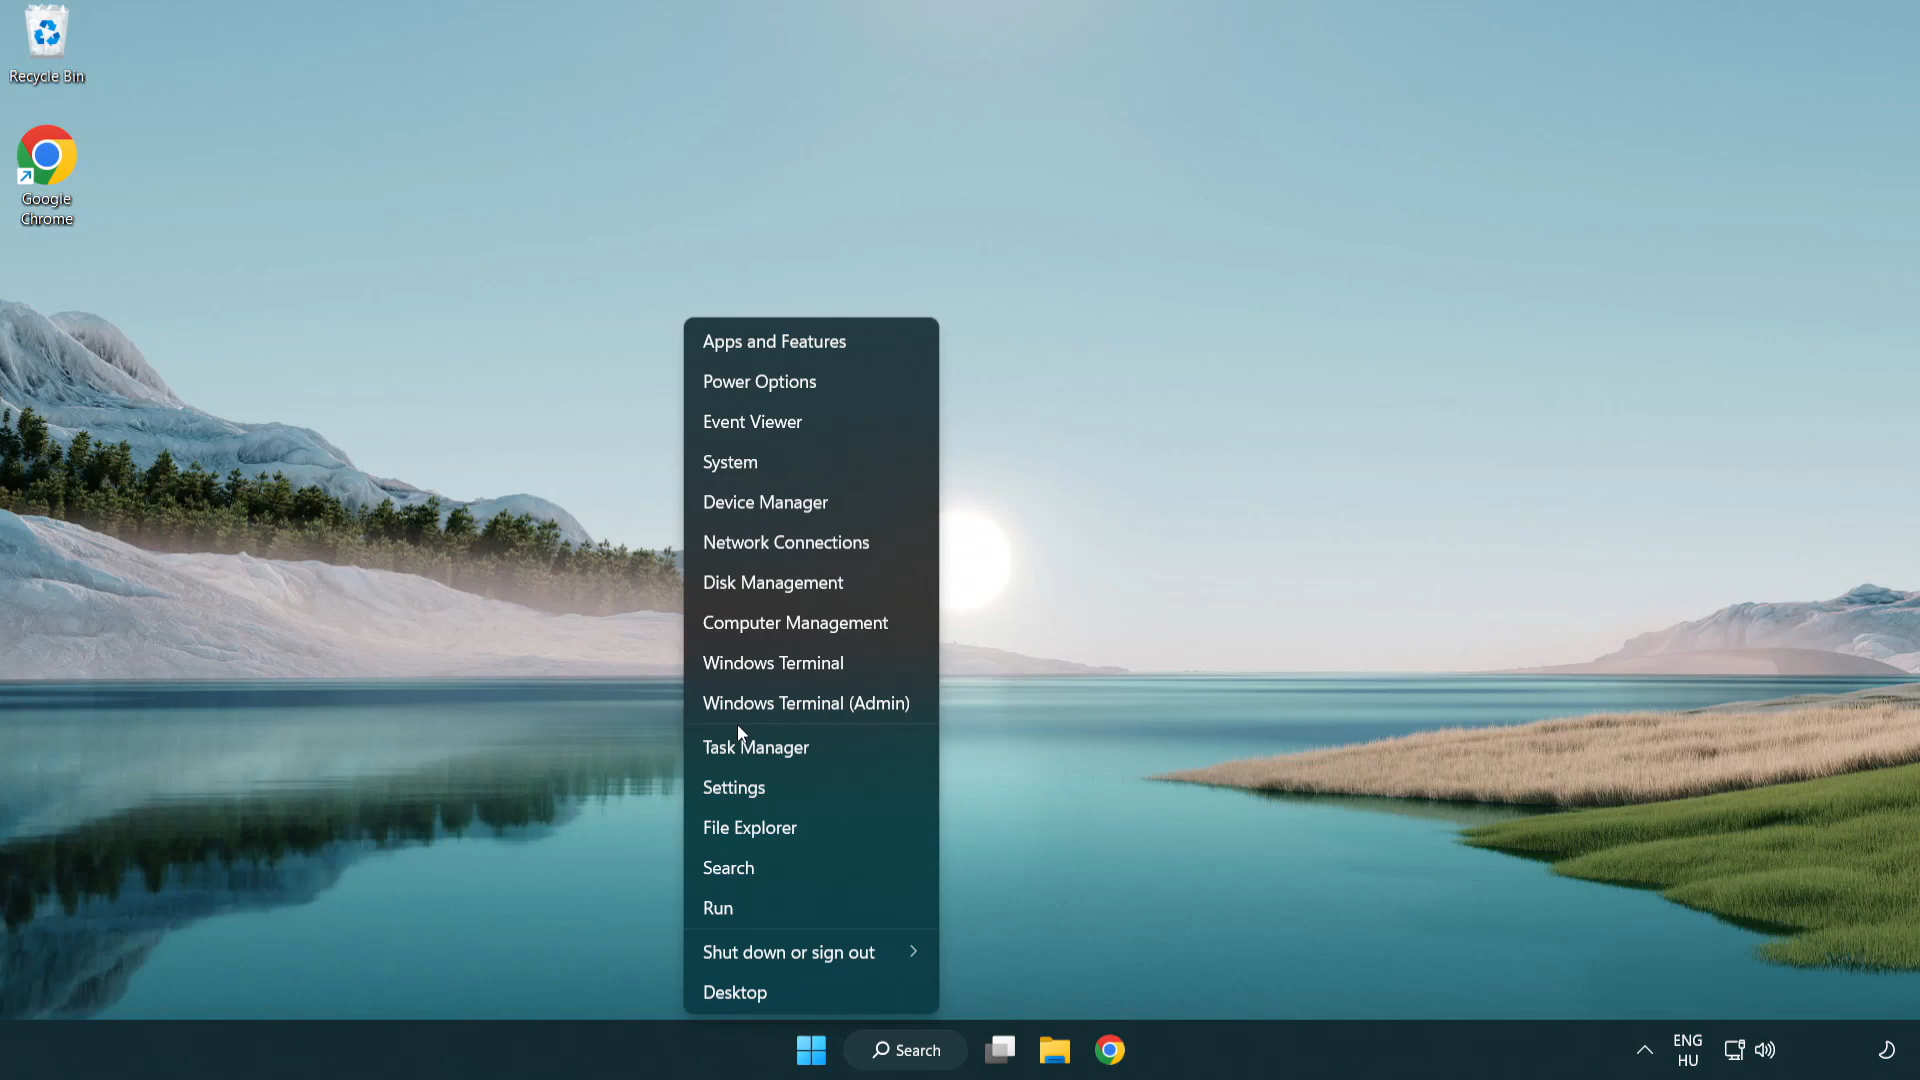 Recycle Bin
Google
Chrome
Apps and Features
Power Options
Event Viewer
System
Device Manager
Network Connections
Disk Management
Computer Management
Windows Terminal
Windows Terminal (Admin)
Task Manager
Settings
File Explorer
Search
Run
Shut down or sign out
Desktop
Search
ENG
HU